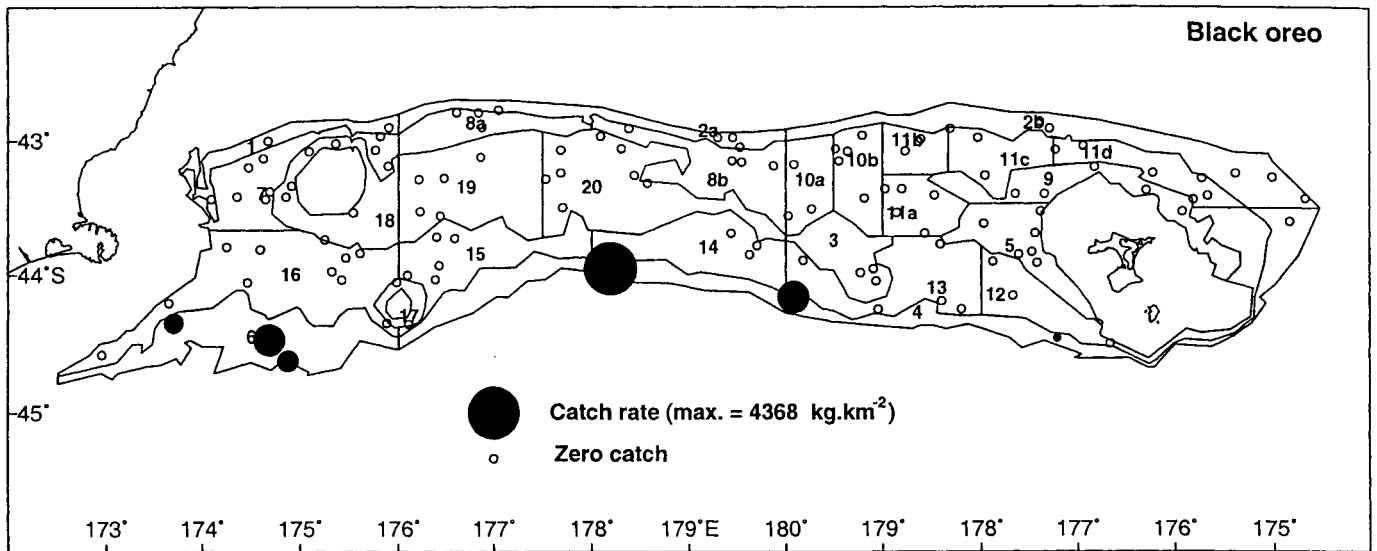 Black oreo
43°
44°S
45°
1
8a
2a
2b
11b
10b
11c
11d
7
18
19
20
8b
10a
11a
9
16
15
14
3
5
17
13
4
12
6
Catch rate (max. = 4368 kg.km⁻²)
Zero catch
173° 174° 175° 176° 177° 178° 179°E 180° 179° 178° 177° 176° 175°